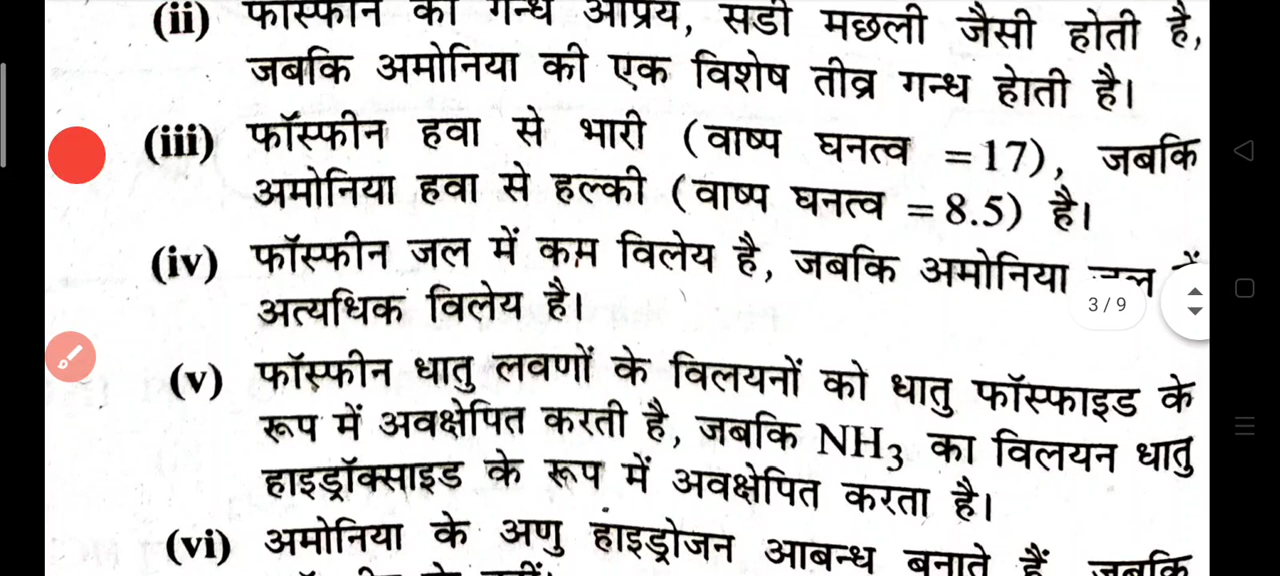 (ii) फॉस्फीन की गन्ध अप्रिय, सडी मछली जैसी होती है,
जबकि अमोनिया की एक विशेष तीव्र गन्ध होती है।
(iii) फॉस्फीन हवा से भारी (वाष्प घनत्व =17), जबकि
अमोनिया हवा से हल्की (वाष्प घनत्व =8.5) है।
(iv) फॉस्फीन जल में कम विलेय है, जबकि अमोनिया
अत्यधिक विलेय है।
3 / 9
(v) फॉस्फीन धातु लवणों के विलयनों को धातु फॉस्फाइड के
रूप में अवक्षेपित करती है, जबकि NH₃ का विलयन धातु
हाइड्रॉक्साइड के रूप में अवक्षेपित करता है।
(vi) अमोनिया के अणु हाइड्रोजन आबन्ध बनाते हैं, जबकि